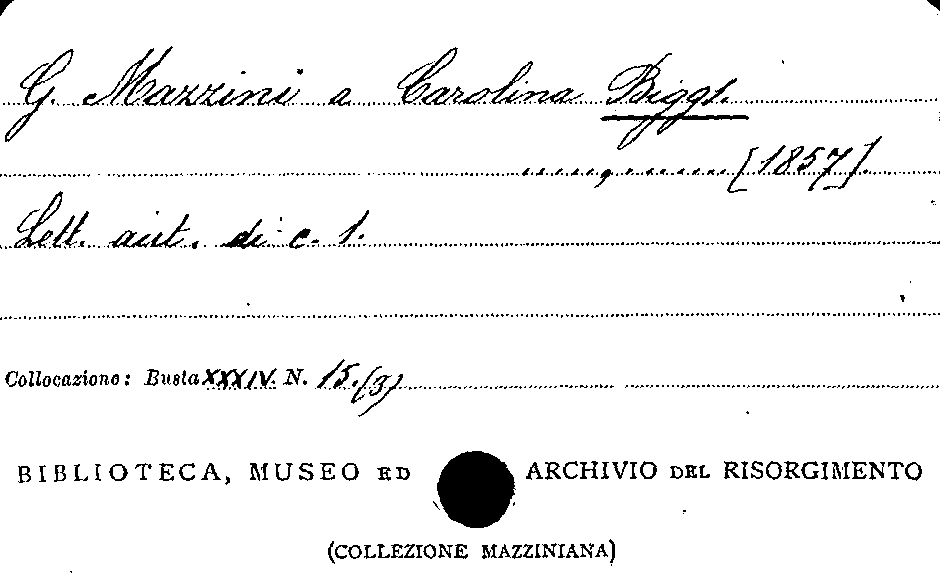 G. Mazzini a Carolina Biggs.
....., ...... [1857].
Lett. aut. di c. 1.
Collocazione: Busta XXXIV. N. 15.(3)
BIBLIOTECA, MUSEO ED ARCHIVIO DEL RISORGIMENTO
(COLLEZIONE MAZZINIANA)